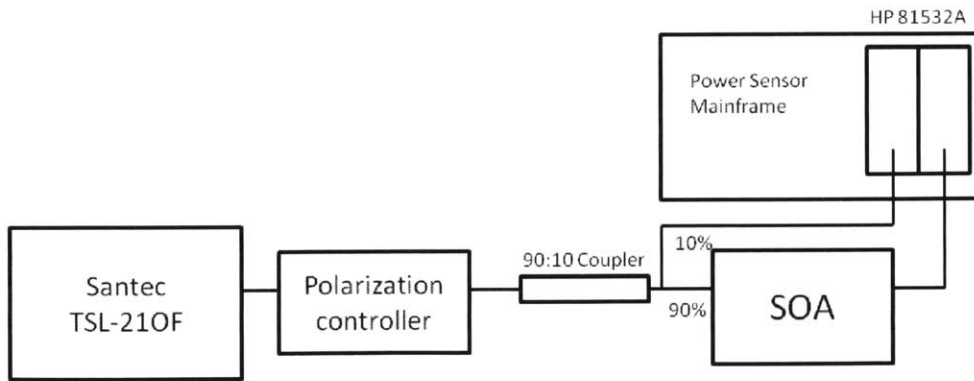 HP 81532A
Power Sensor
Mainframe
10%
90:10 Coupler
Santec
TSL-21OF
Polarization
controller
90%
SOA